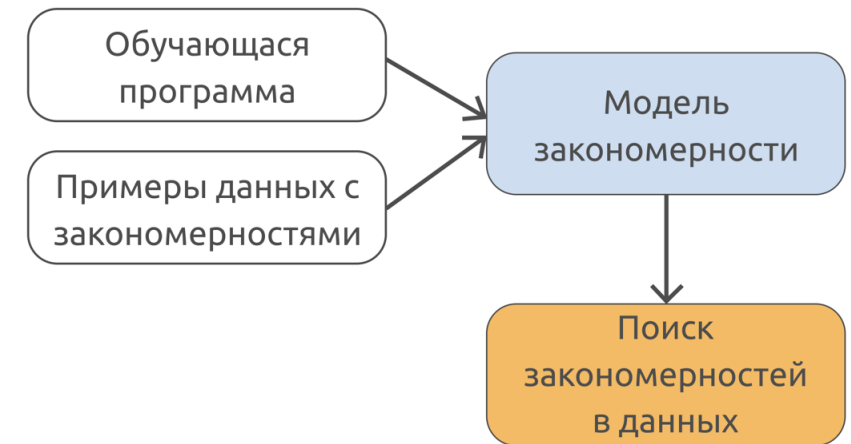 Обучающася
программа
Примеры данных с
закономерностями
Модель
закономерности
Поиск
закономерностей
в данных